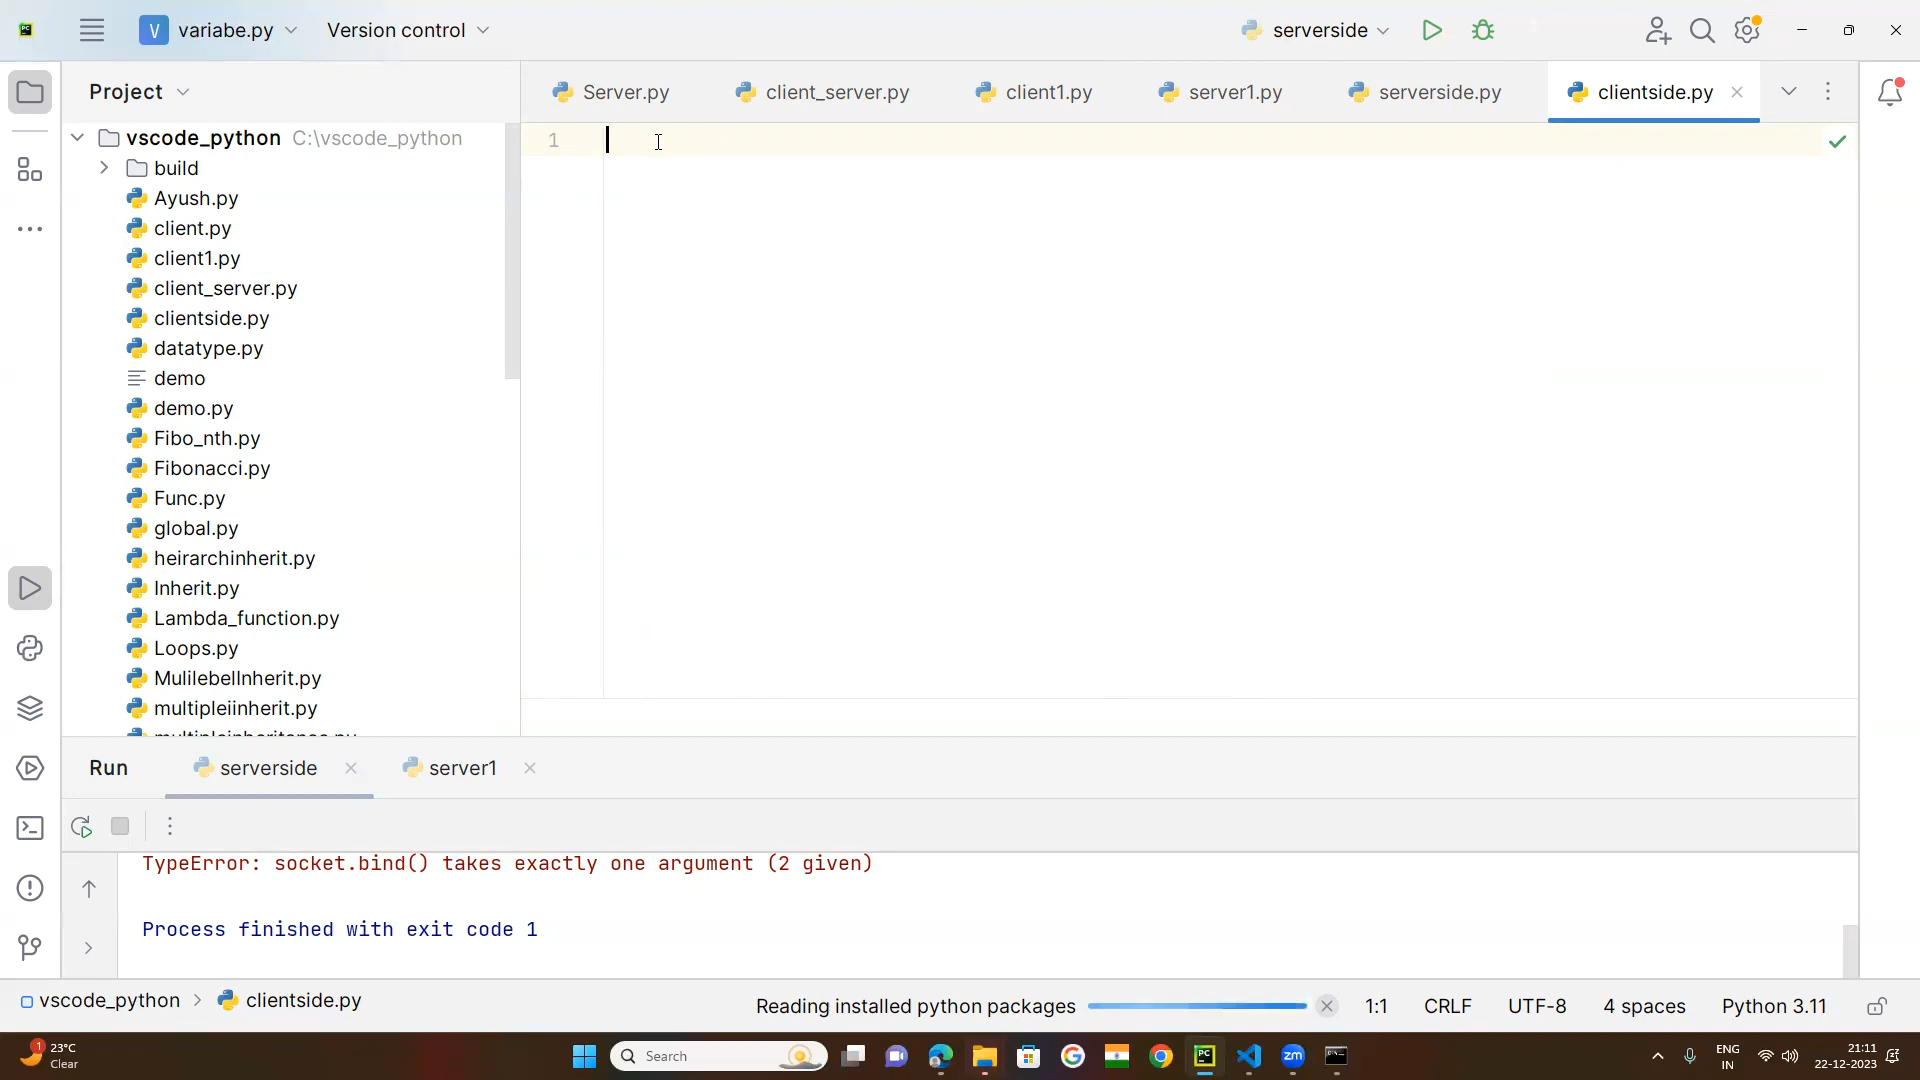 PC
V variabe.py Version control serverside
Project
Server.py client_server.py client1.py server1.py serverside.py clientside.py
vscode_python C:\vscode_python
1
build
Ayush.py
client.py
client1.py
client_server.py
clientside.py
datatype.py
demo
demo.py
Fibo_nth.py
Fibonacci.py
Func.py
global.py
heirarchinherit.py
Inherit.py
Lambda_function.py
Loops.py
MulilebelInherit.py
multipleiinherit.py
Run serverside server1
TypeError: socket.bind() takes exactly one argument (2 given)
Process finished with exit code 1
vscode_python > clientside.py Reading installed python packages 1:1 CRLF UTF-8 4 spaces Python 3.11
1 23°C
Clear
Search
zm
ENG
IN
21:11
22-12-2023